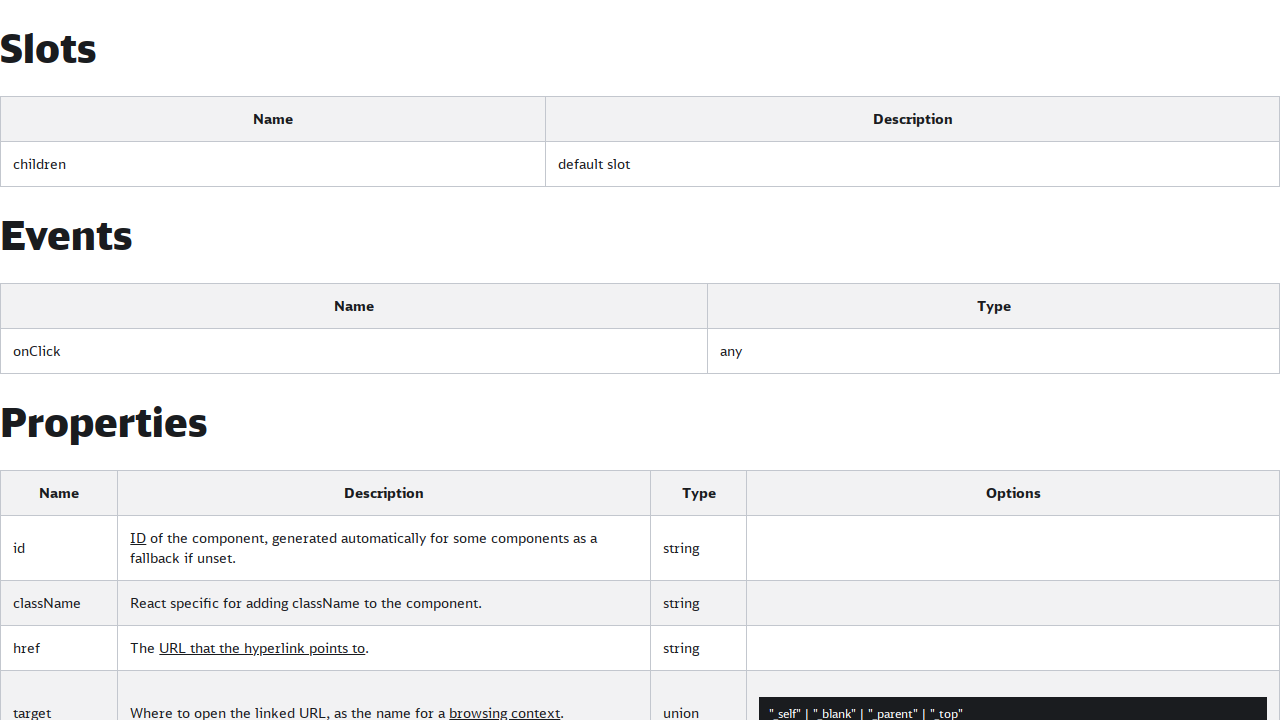 Slots
Name Description
children default slot
Events
Name Type
onClick any
Properties
Name Description Type Options
id ID of the component, generated automatically for some components as a fallback if unset. string
className React specific for adding className to the component. string
href The URL that the hyperlink points to. string
target Where to open the linked URL, as the name for a browsing context. union "_self" | "_blank" | "_parent" | "_top"